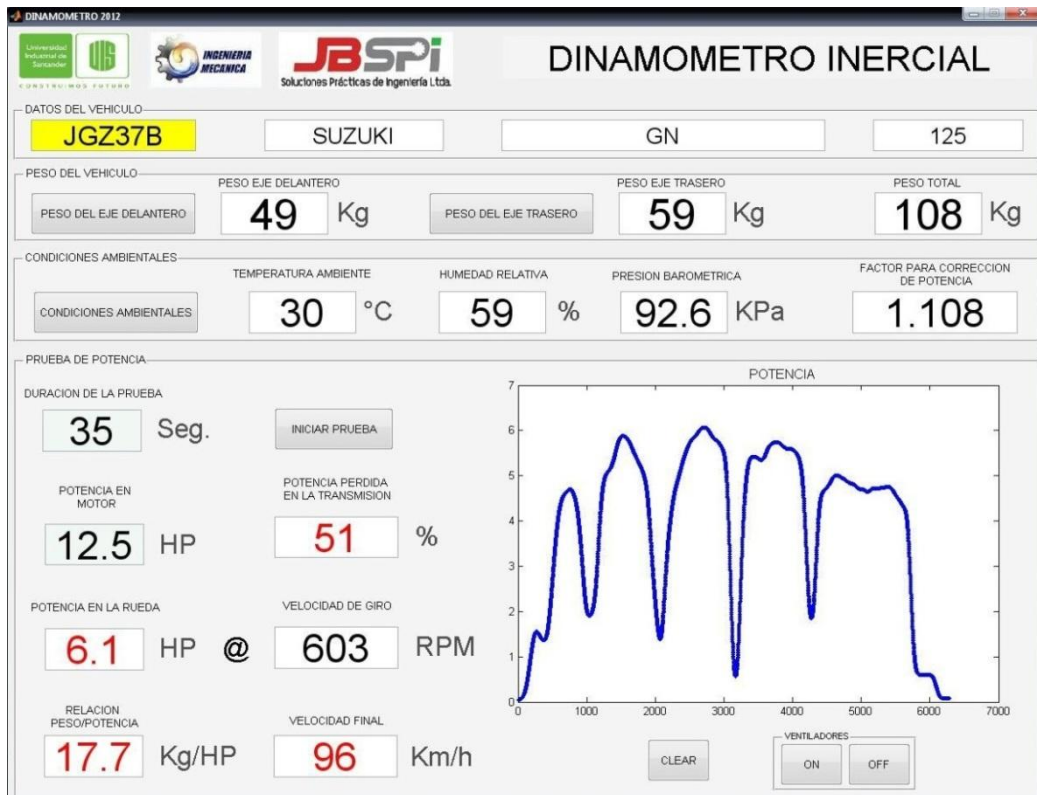 DINAMOMETRO 2012
Universidad
Industrial de
Santander
UIS
CONSTRUIMOS FUTURO
INGENIERIA
MECANICA
JBSPi
Soluciones Prácticas de Ingeniería Ltda.
DINAMOMETRO INERCIAL
DATOS DEL VEHICULO
JGZ37B SUZUKI GN 125
PESO DEL VEHICULO
PESO EJE DELANTERO PESO EJE TRASERO PESO TOTAL
PESO DEL EJE DELANTERO 49 Kg PESO DEL EJE TRASERO 59 Kg 108 Kg
CONDICIONES AMBIENTALES
TEMPERATURA AMBIENTE HUMEDAD RELATIVA PRESION BAROMETRICA FACTOR PARA CORRECCION
DE POTENCIA
CONDICIONES AMBIENTALES 30 °C 59 % 92.6 KPa 1.108
PRUEBA DE POTENCIA
DURACION DE LA PRUEBA
35 Seg. INICIAR PRUEBA
POTENCIA EN
MOTOR
12.5 HP
POTENCIA PERDIDA
EN LA TRANSMISION
51 %
POTENCIA EN LA RUEDA VELOCIDAD DE GIRO
6.1 HP @ 603 RPM
RELACION
PESO/POTENCIA
17.7 Kg/HP
VELOCIDAD FINAL
96 Km/h
POTENCIA
7
6
5
4
3
2
1
0
0 1000 2000 3000 4000 5000 6000 7000
CLEAR
VENTILADORES
ON OFF